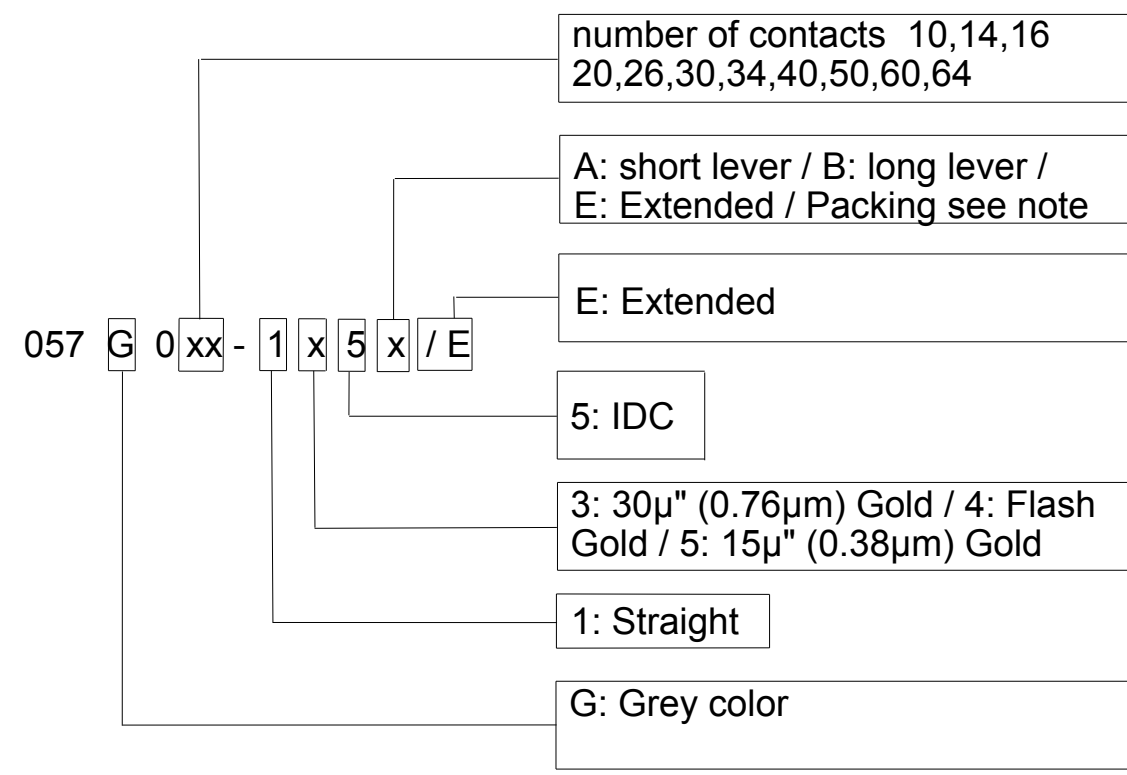 number of contacts  10,14,16
20,26,30,34,40,50,60,64
A: short lever / B: long lever /
E: Extended / Packing see note
E: Extended
057 G 0 xx - 1 x 5 x / E
5: IDC
3: 30µ" (0.76µm) Gold / 4: Flash
Gold / 5: 15µ" (0.38µm) Gold
1: Straight
G: Grey color